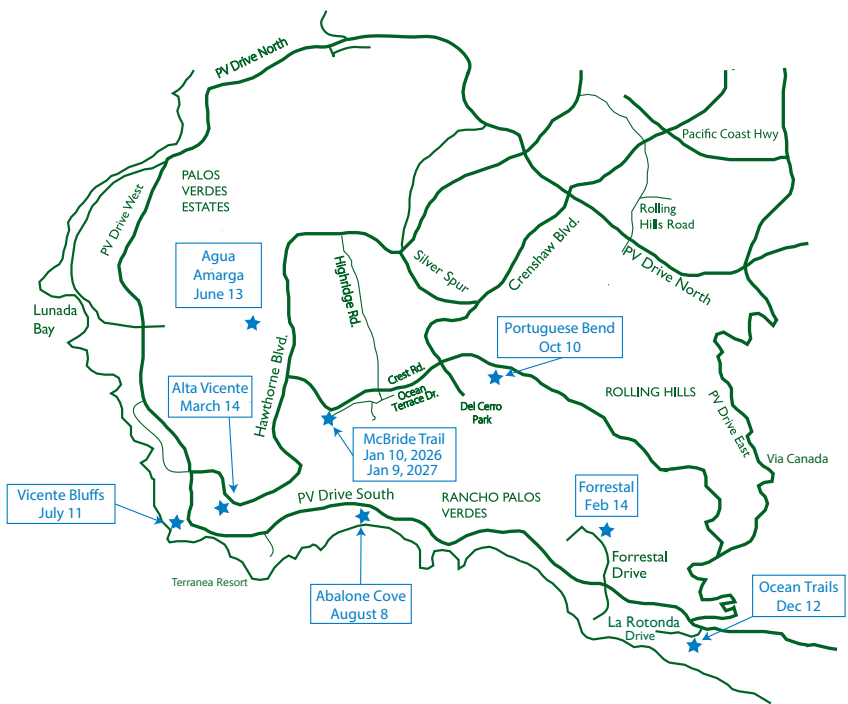 PV Drive North
Pacific Coast Hwy
PALOS
VERDES
ESTATES
PV Drive West
Rolling
Hills Road
Agua
Amarga
June 13
Highridge Rd.
Silver Spur
Crenshaw Blvd.
PV Drive North
Lunada
Bay
Portuguese Bend
Oct 10
Hawthorne Blvd.
Crest Rd.
Ocean
Terrace Dr.
Alta Vicente
March 14
Del Cerro
Park
ROLLING HILLS
PV Drive East
McBride Trail
Jan 10, 2026
Jan 9, 2027
Via Canada
Vicente Bluffs
July 11
PV Drive South
RANCHO PALOS
VERDES
Forrestal
Feb 14
Forrestal
Drive
Terranea Resort
Abalone Cove
August 8
Ocean Trails
Dec 12
La Rotonda
Drive